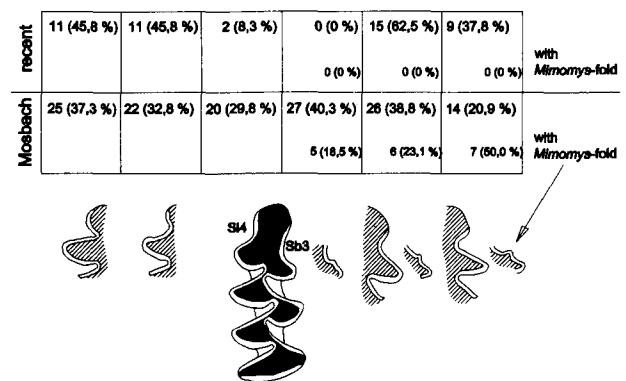 recent
11 (45,8 %) 11 (45,8 %) 2 (8,3 %) 0 (0 %) 15 (62,5 %) 9 (37,8 %)
0 (0 %) 0 (0 %) 0 (0 %)
with
Mimomys-fold
Mosbach
25 (37,3 %) 22 (32,8 %) 20 (29,8 %) 27 (40,3 %) 26 (38,8 %) 14 (20,9 %)
5 (18,5 %) 6 (23,1 %) 7 (50,0 %)
with
Mimomys-fold
Sl4
Sb3